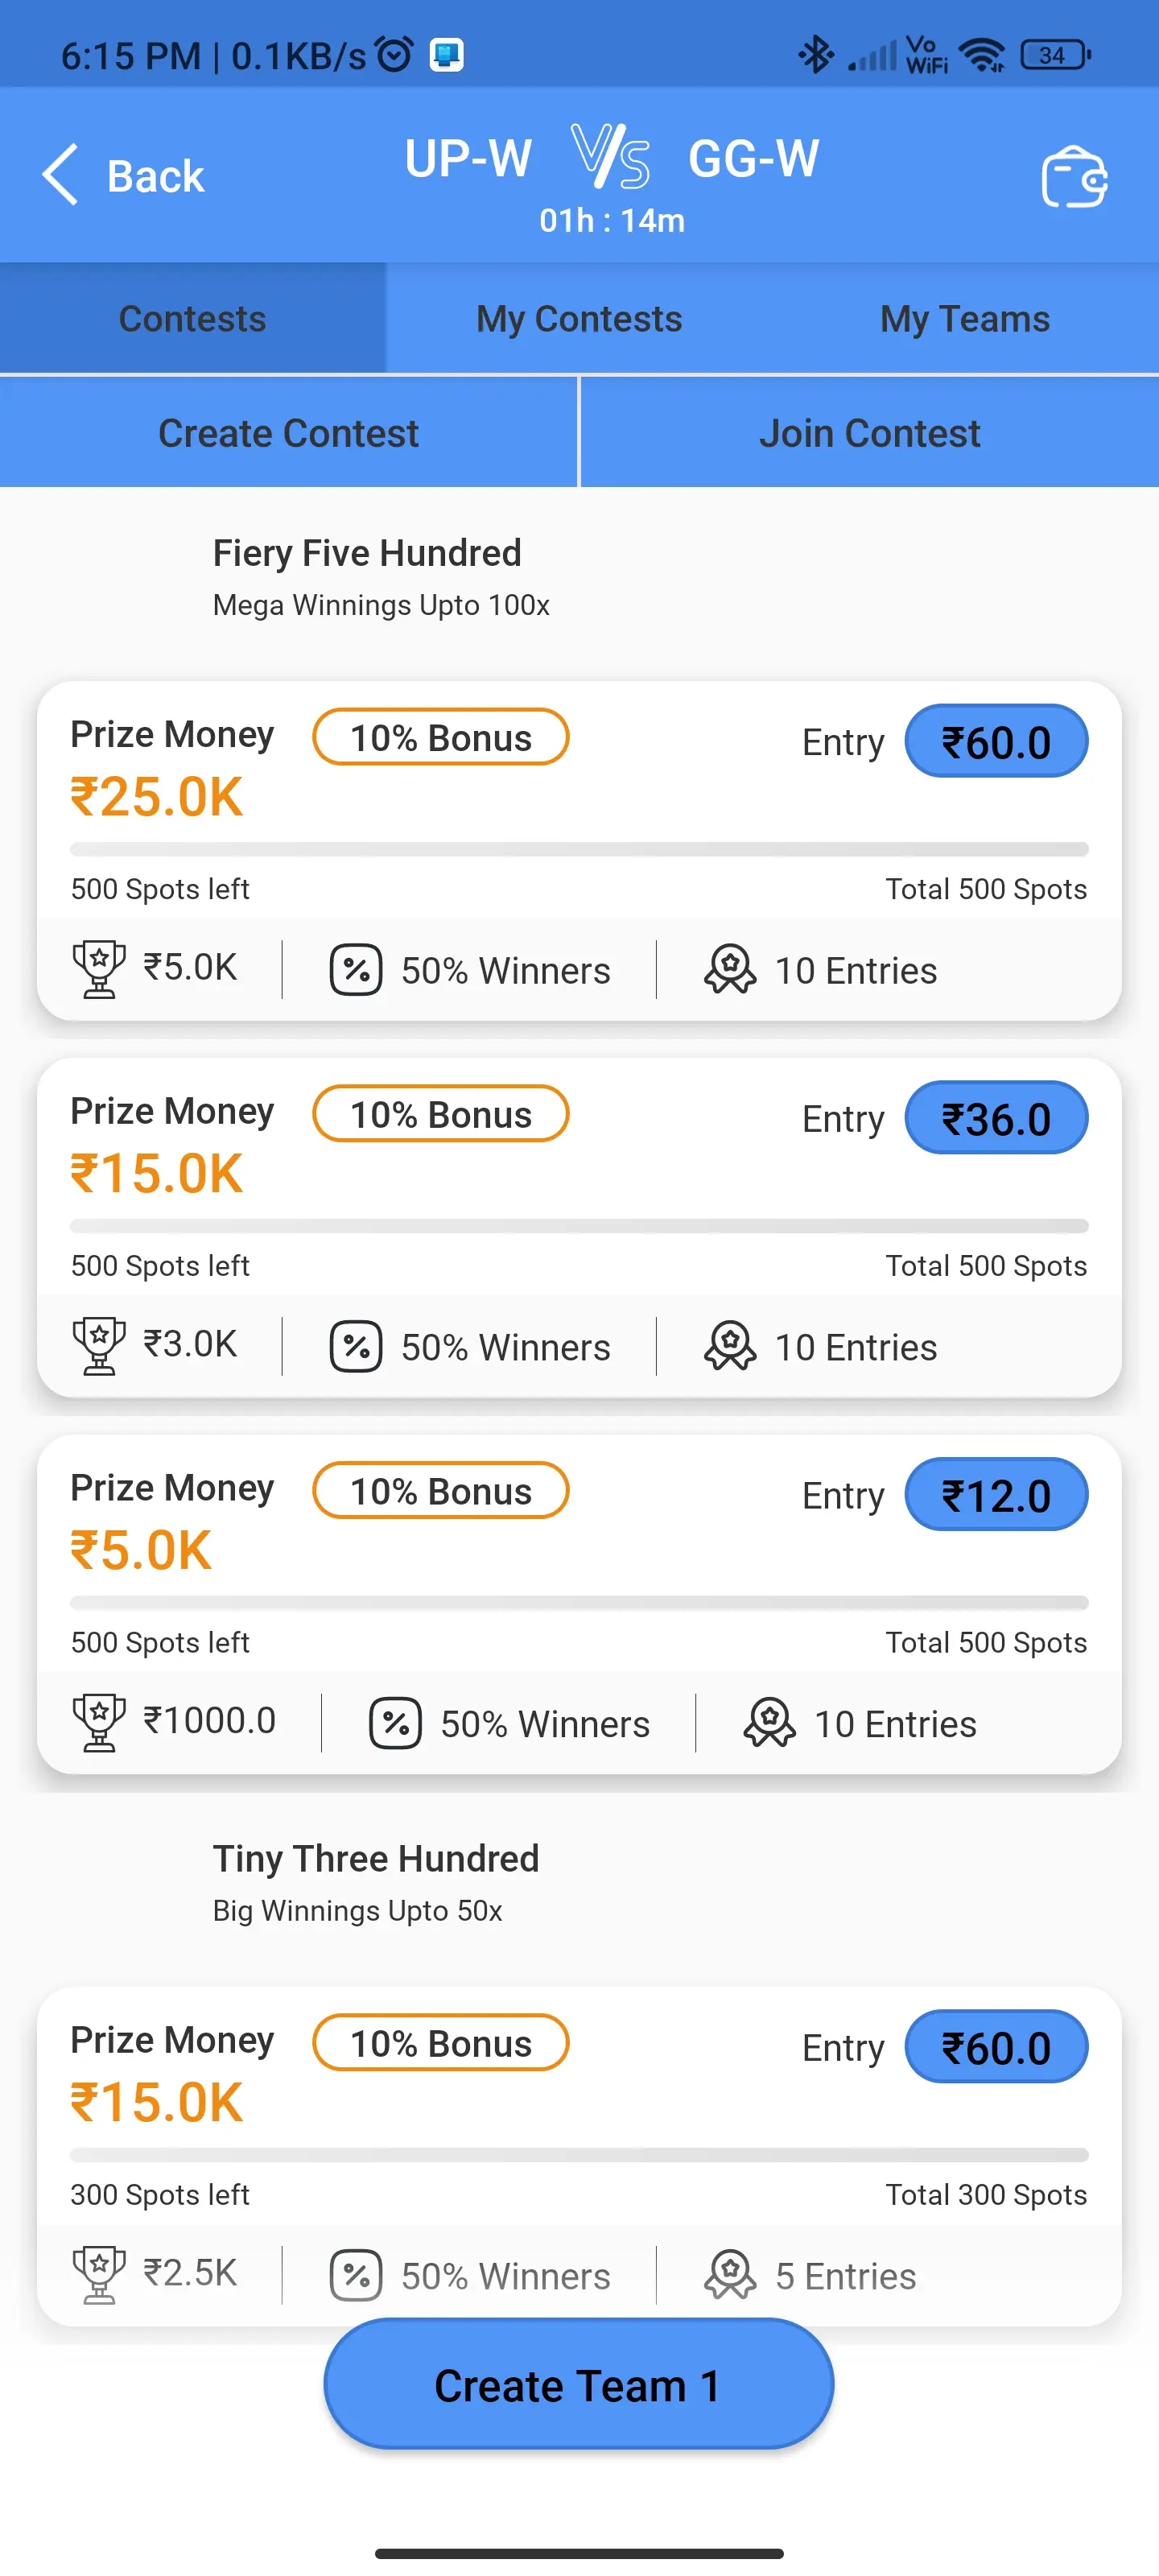 6:15 PM | 0.1KB/s
Vo
WiFi
34
Back
UP-W VS GG-W
01h : 14m
Contests
My Contests
My Teams
Create Contest
Join Contest
Fiery Five Hundred
Mega Winnings Upto 100x
Prize Money 10% Bonus Entry ₹60.0
₹25.0K
500 Spots left Total 500 Spots
₹5.0K 50% Winners 10 Entries
Prize Money 10% Bonus Entry ₹36.0
₹15.0K
500 Spots left Total 500 Spots
₹3.0K 50% Winners 10 Entries
Prize Money 10% Bonus Entry ₹12.0
₹5.0K
500 Spots left Total 500 Spots
₹1000.0 50% Winners 10 Entries
Tiny Three Hundred
Big Winnings Upto 50x
Prize Money 10% Bonus Entry ₹60.0
₹15.0K
300 Spots left Total 300 Spots
₹2.5K 50% Winners 5 Entries
Create Team 1